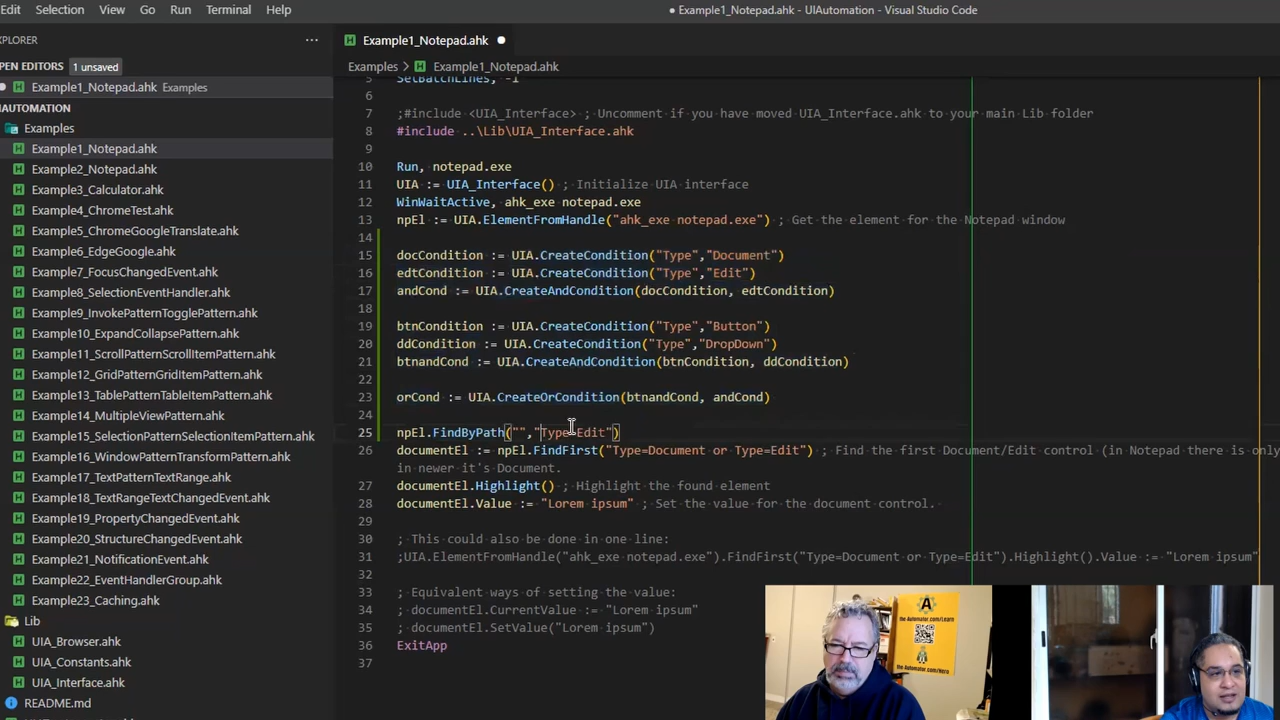 Edit Selection View Go Run Terminal Help
● Example1_Notepad.ahk - UIAutomation - Visual Studio Code
XPLORER ···
PEN EDITORS 1 unsaved
Example1_Notepad.ahk Examples
IAUTOMATION
Examples
Example1_Notepad.ahk
Example2_Notepad.ahk
Example3_Calculator.ahk
Example4_ChromeTest.ahk
Example5_ChromeGoogleTranslate.ahk
Example6_EdgeGoogle.ahk
Example7_FocusChangedEvent.ahk
Example8_SelectionEventHandler.ahk
Example9_InvokePatternTogglePattern.ahk
Example10_ExpandCollapsePattern.ahk
Example11_ScrollPatternScrollItemPattern.ahk
Example12_GridPatternGridItemPattern.ahk
Example13_TablePatternTableItemPattern.ahk
Example14_MultipleViewPattern.ahk
Example15_SelectionPatternSelectionItemPattern.ahk
Example16_WindowPatternTransformPattern.ahk
Example17_TextPatternTextRange.ahk
Example18_TextRangeTextChangedEvent.ahk
Example19_PropertyChangedEvent.ahk
Example20_StructureChangedEvent.ahk
Example21_NotificationEvent.ahk
Example22_EventHandlerGroup.ahk
Example23_Caching.ahk
Lib
UIA_Browser.ahk
UIA_Constants.ahk
UIA_Interface.ahk
README.md
Example1_Notepad.ahk ●
Examples > Example1_Notepad.ahk
5 SetBatchLines, -1
6
7 ;#include <UIA_Interface> ; Uncomment if you have moved UIA_Interface.ahk to your main Lib folder
8 #include ..\Lib\UIA_Interface.ahk
9
10 Run, notepad.exe
11 UIA := UIA_Interface() ; Initialize UIA interface
12 WinWaitActive, ahk_exe notepad.exe
13 npEl := UIA.ElementFromHandle("ahk_exe notepad.exe") ; Get the element for the Notepad window
14
15 docCondition := UIA.CreateCondition("Type","Document")
16 edtCondition := UIA.CreateCondition("Type","Edit")
17 andCond := UIA.CreateAndCondition(docCondition, edtCondition)
18
19 btnCondition := UIA.CreateCondition("Type","Button")
20 ddCondition := UIA.CreateCondition("Type","DropDown")
21 btnandCond := UIA.CreateAndCondition(btnCondition, ddCondition)
22
23 orCond := UIA.CreateOrCondition(btnandCond, andCond)
24
25 npEl.FindByPath("","Type=Edit")
26 documentEl := npEl.FindFirst("Type=Document or Type=Edit") ; Find the first Document/Edit control (in Notepad there is only
in newer it's Document.
27 documentEl.Highlight() ; Highlight the found element
28 documentEl.Value := "Lorem ipsum" ; Set the value for the document control.
29
30 ; This could also be done in one line:
31 ;UIA.ElementFromHandle("ahk_exe notepad.exe").FindFirst("Type=Document or Type=Edit").Highlight().Value := "Lorem ipsum"
32
33 ; Equivalent ways of setting the value:
34 ; documentEl.CurrentValue := "Lorem ipsum"
35 ; documentEl.SetValue("Lorem ipsum")
36 ExitApp
37
the Automator.com/Learn
the Automator.com/Hero